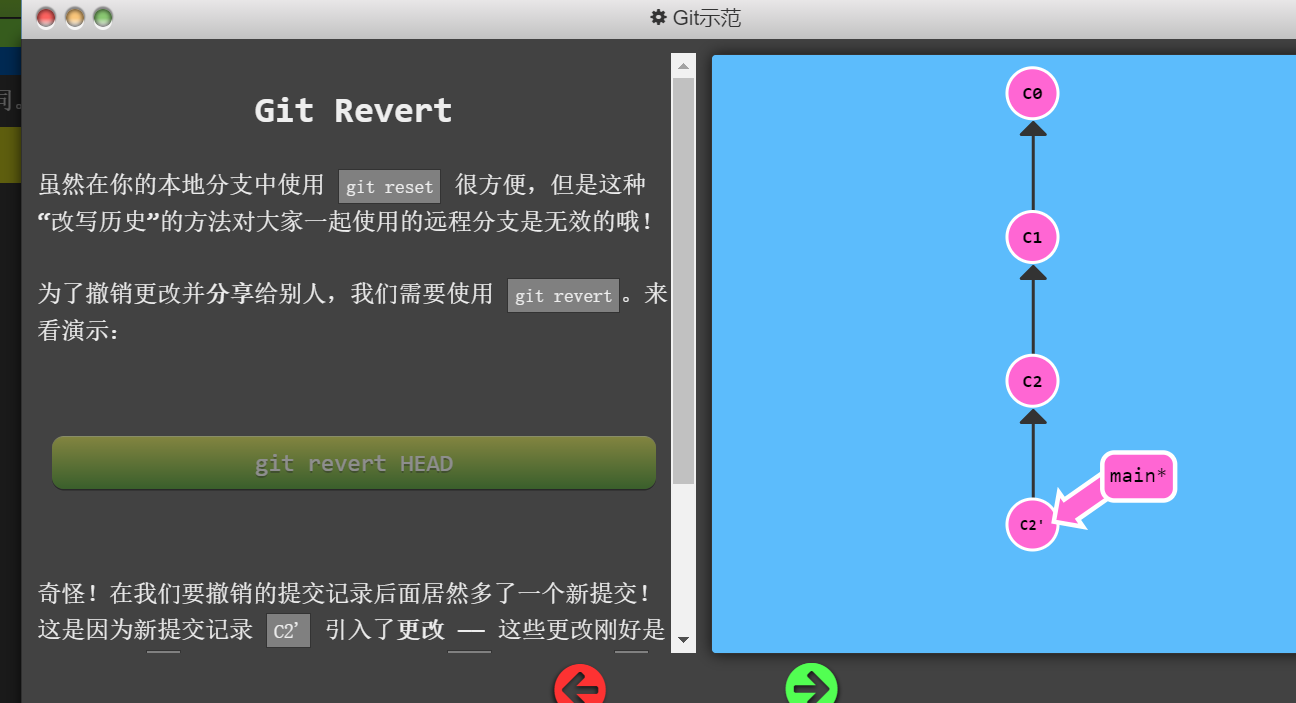 Git示范
同。
Git Revert
虽然在你的本地分支中使用 git reset 很方便，但是这种
“改写历史”的方法对大家一起使用的远程分支是无效的哦！
为了撤销更改并分享给别人，我们需要使用 git revert。来
看演示：
git revert HEAD
奇怪！在我们要撤销的提交记录后面居然多了一个新提交！
这是因为新提交记录 C2' 引入了更改 —— 这些更改刚好是
C0
C1
C2
main*
C2'